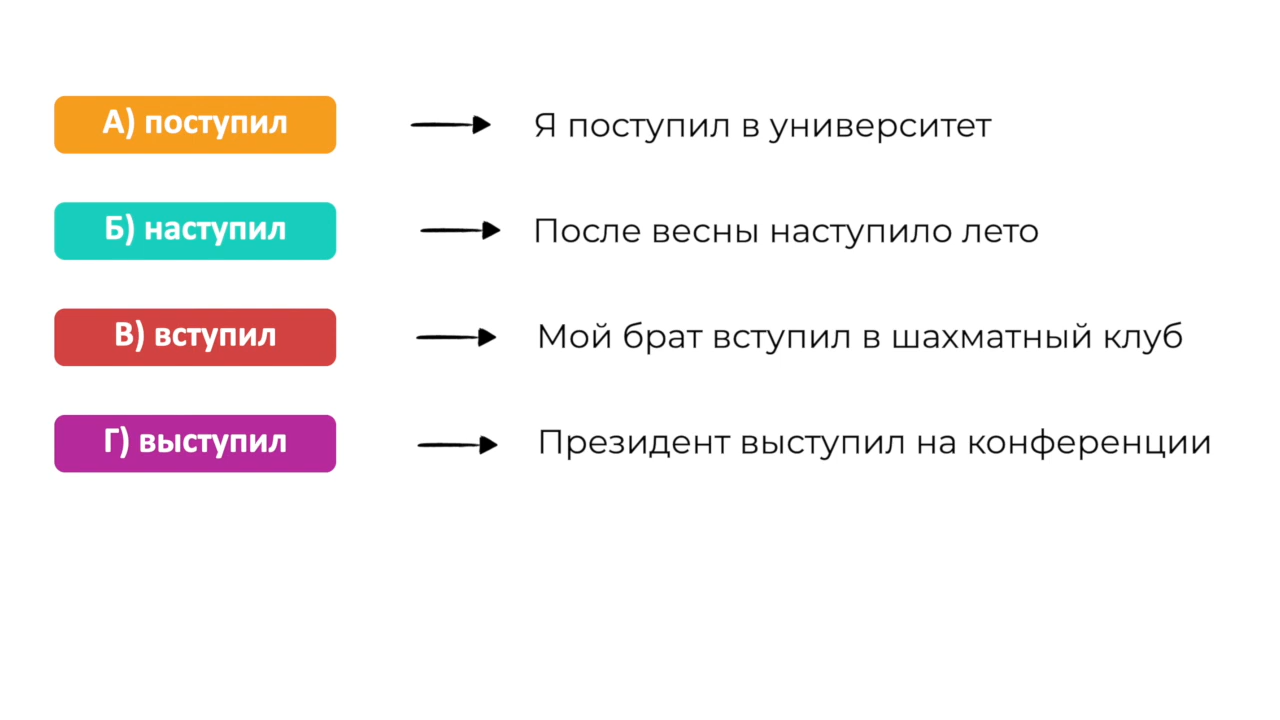 А) поступил
Я поступил в университет
Б) наступил
После весны наступило лето
В) вступил
Мой брат вступил в шахматный клуб
Г) выступил
Президент выступил на конференции